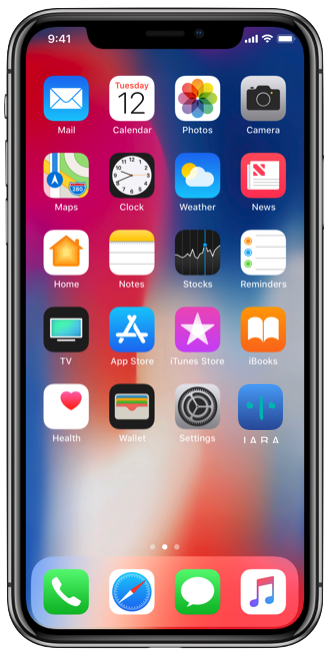 9:41
Tuesday
12
Mail Calendar Photos Camera
280
Maps Clock Weather News
Home Notes Stocks Reminders
TV App Store iTunes Store iBooks
Health Wallet Settings